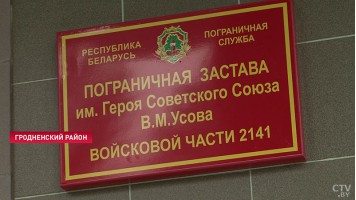 РЕСПУБЛИКА БЕЛАРУСЬ
ПОГРАНИЧНАЯ СЛУЖБА
ПОГРАНИЧНАЯ ЗАСТАВА
им. Героя Советского Союза
В.М.Усова
ВОЙСКОВОЙ ЧАСТИ 2141
ГРОДНЕНСКИЙ РАЙОН
CTV.BY